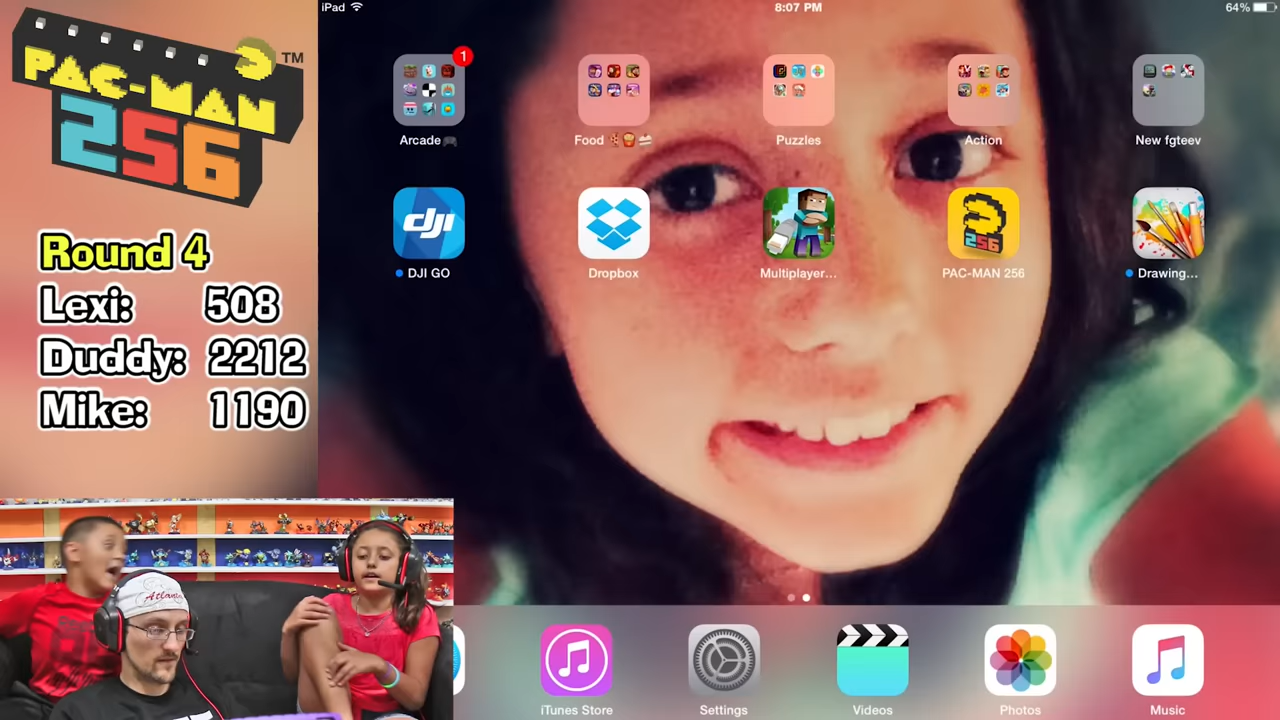 iPad
8:07 PM
64%
PAC-MAN
TM
256
1
Arcade 🎮
Food 🍕🍟🍰
Puzzles
Action
New fgteev
Round 4
Lexi: 508
Duddy: 2212
Mike: 1190
dji
256
DJI GO
Dropbox
Multiplayer...
PAC-MAN 256
Drawing...
Atlanta
iTunes Store
Settings
Videos
Photos
Music